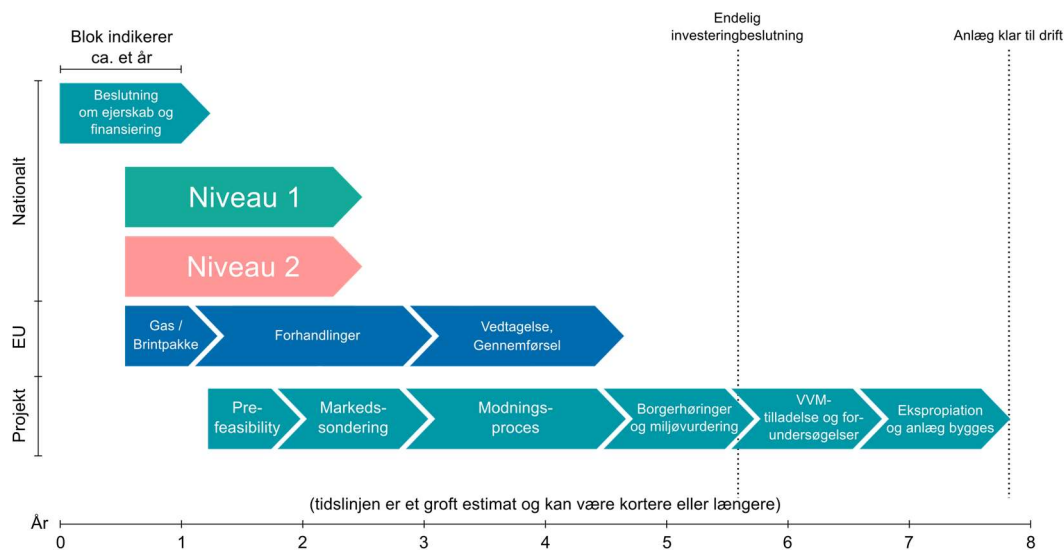 Blok indikerer
ca. et år
Endelig
investeringbeslutning
Anlæg klar til drift
Nationalt
Beslutning
om ejerskab og
finansiering
Niveau 1
Niveau 2
EU
Gas /
Brintpakke
Forhandlinger
Vedtagelse,
Gennemførsel
Projekt
Pre-
feasibility
Markeds-
sondering
Modnings-
proces
Borgerhøringer
og miljøvurdering
VVM-
tilladelse og for-
undersøgelser
Ekspropiation
og anlæg bygges
(tidslinjen er et groft estimat og kan være kortere eller længere)
År
0 1 2 3 4 5 6 7 8